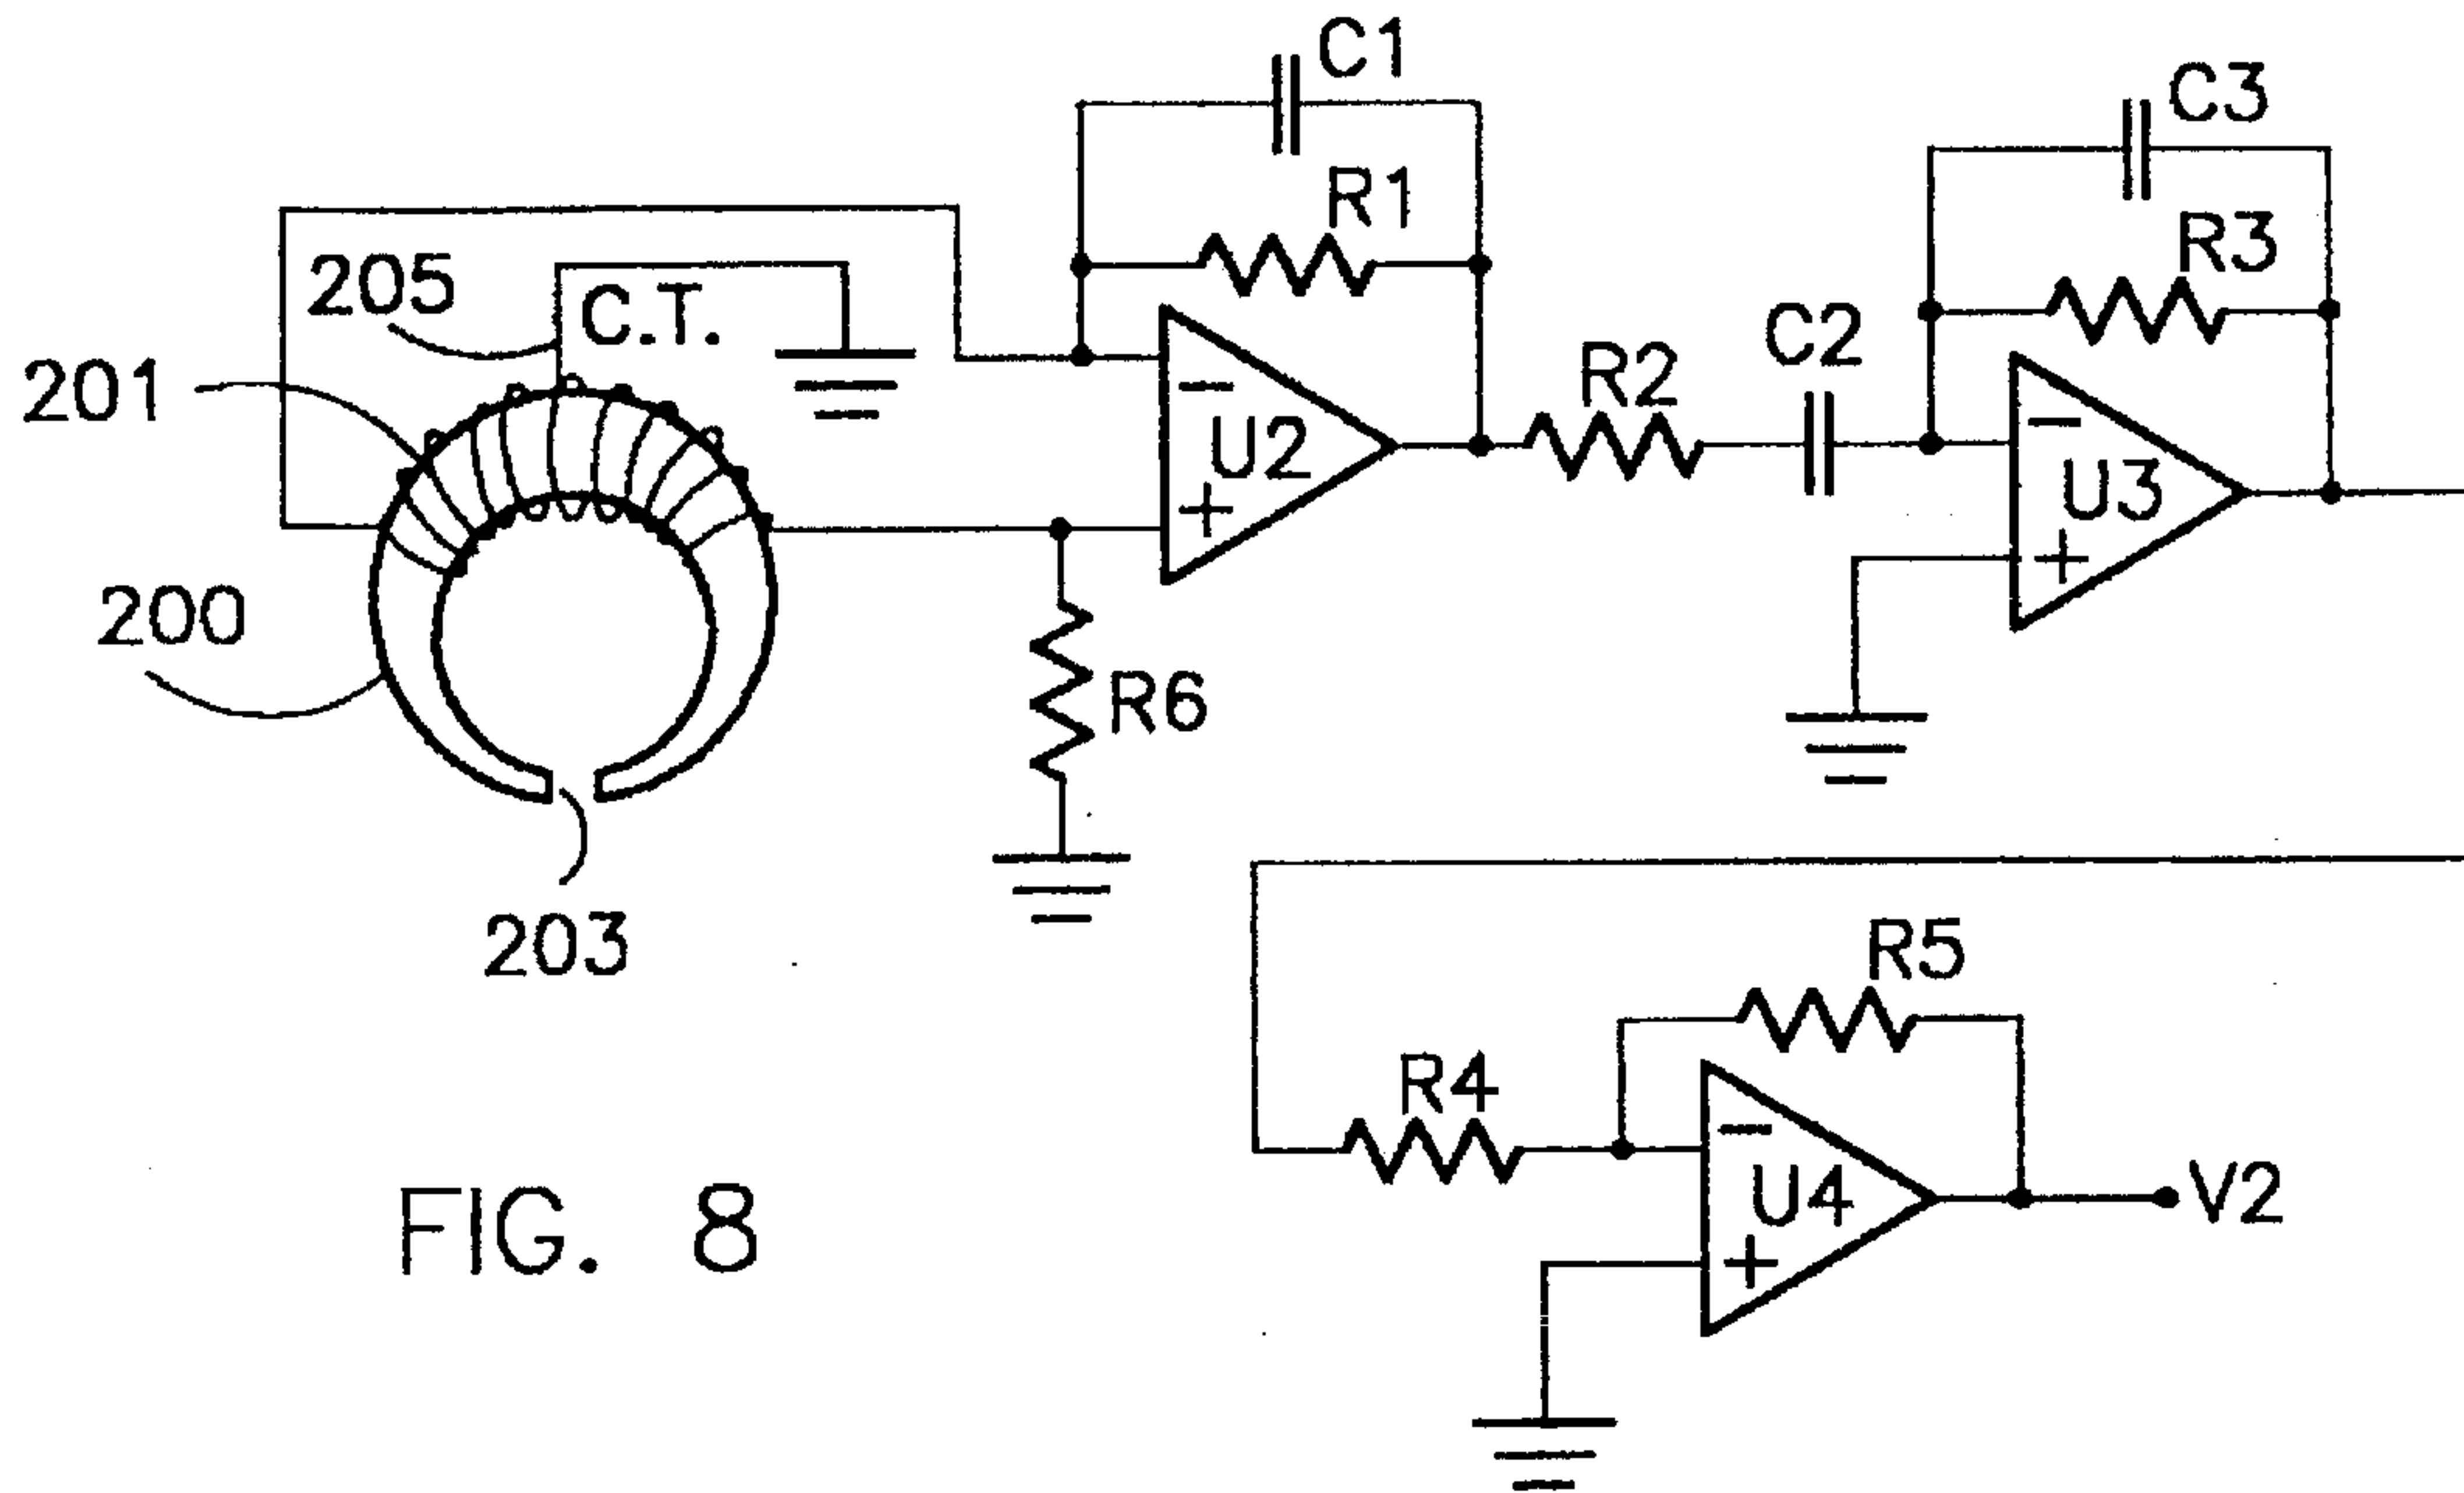 C1
C3
R1
R3
205
C.T.
C2
201
R2
−
U2
+
−
U3
+
200
R6
203
R5
R4
−
U4
+
V2
FIG. 8